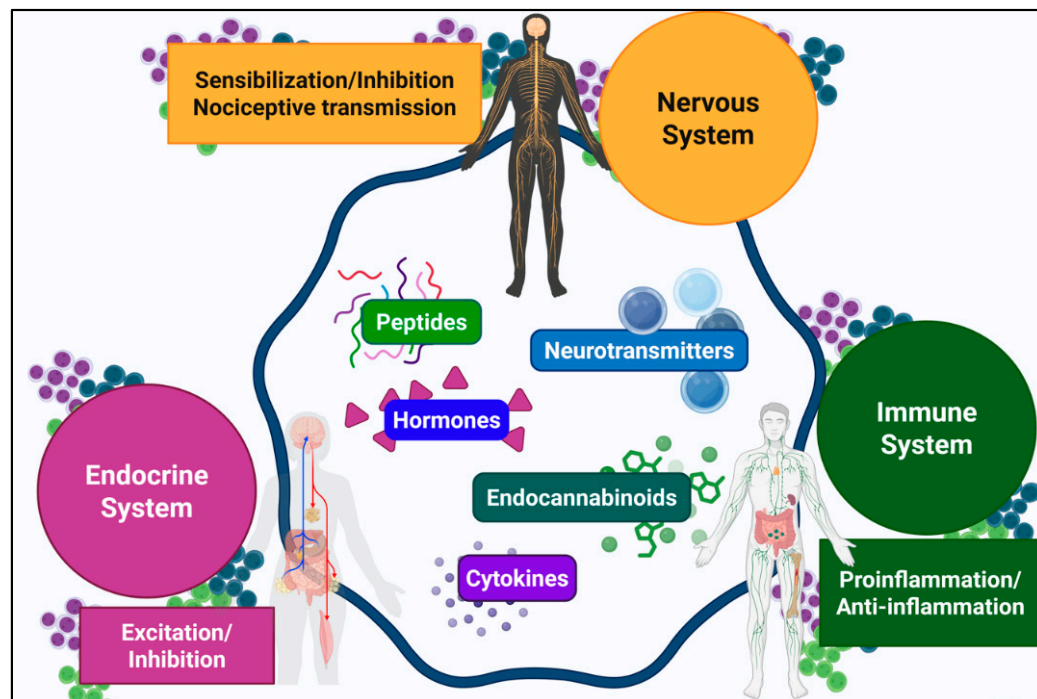 Sensibilization/Inhibition
Nociceptive transmission
Nervous
System
Peptides
Neurotransmitters
Hormones
Immune
System
Endocrine
System
Endocannabinoids
Cytokines
Proinflammation/
Anti-inflammation
Excitation/
Inhibition